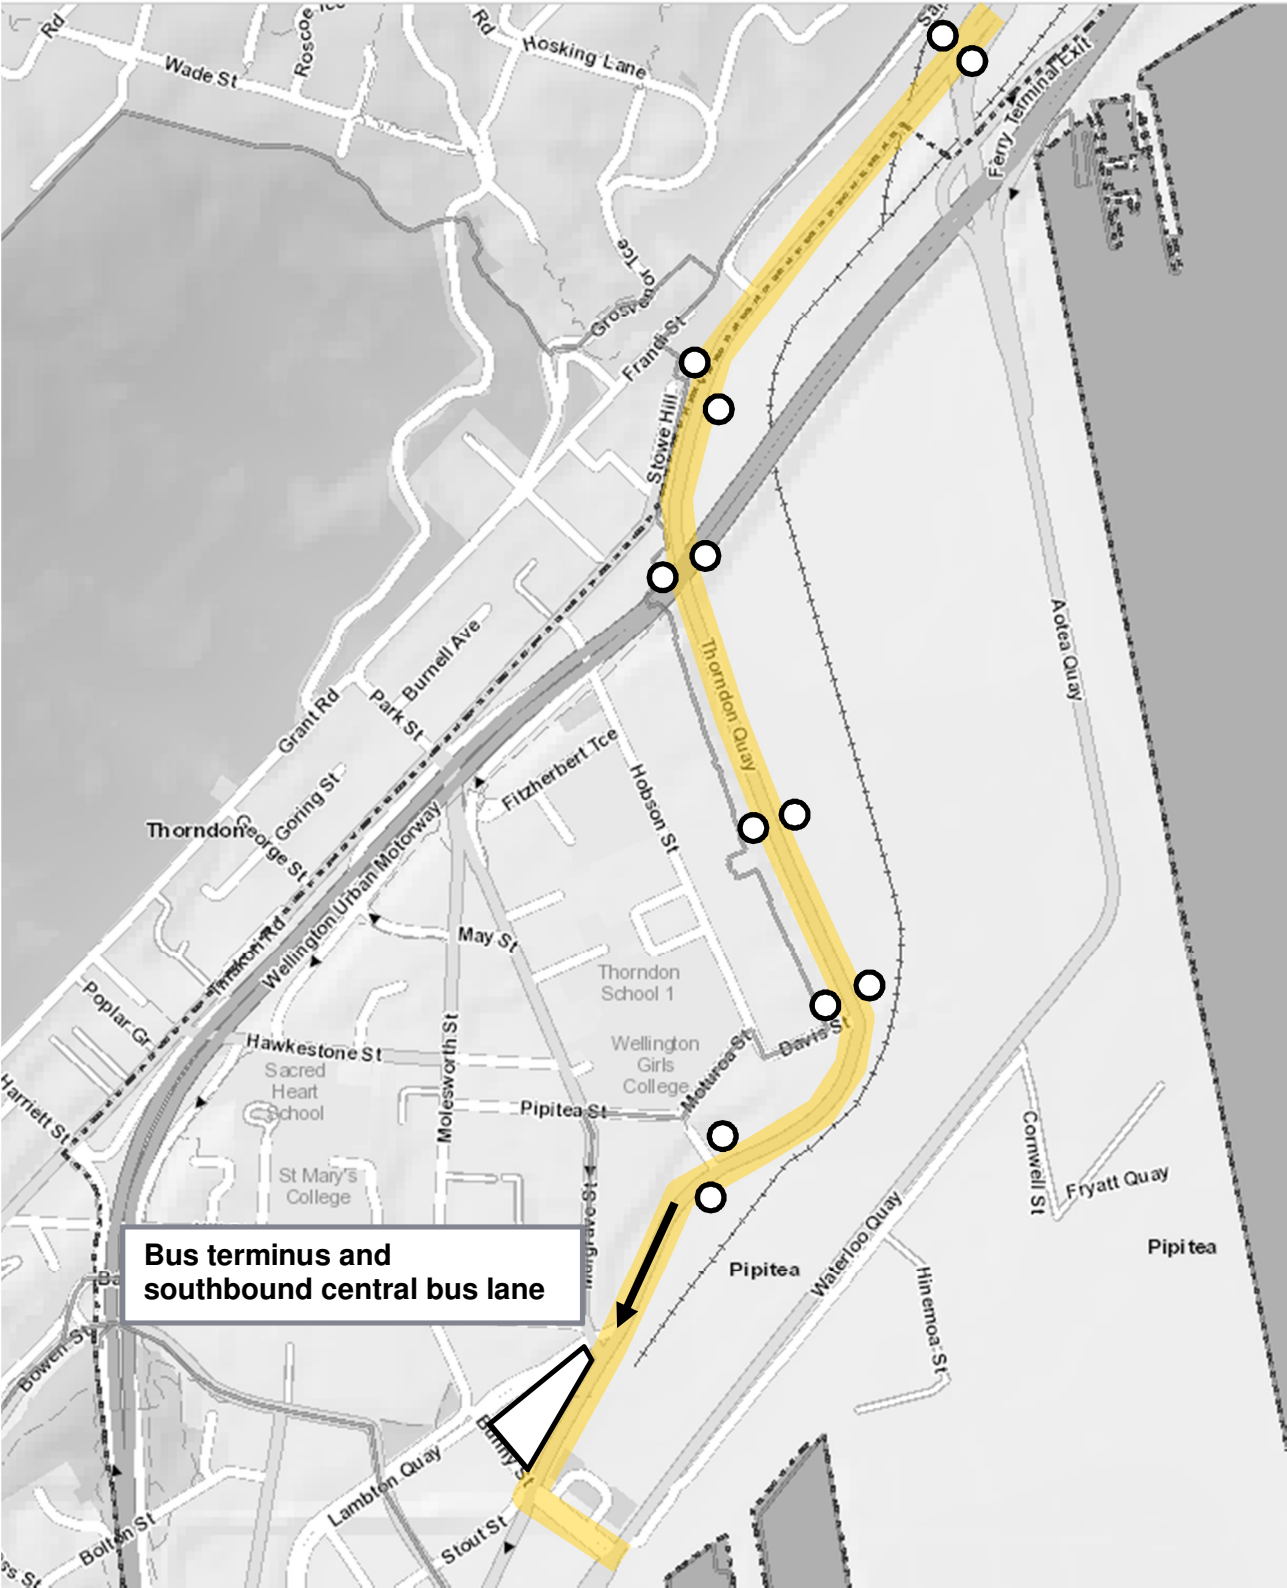 Rd
Roscoe Tce
Rd
Wade St
Hosking Lane
Ferry Terminal Exit
Grosvenor Tce
Frandi St
Stowe Hill
Aotea Quay
Thorndon Quay
Burnell Ave
Park St
Grant Rd
Fitzherbert Tce
Hobson St
Goring St
George St
Thorndon
Wellington Urban Motorway
Tinakori Rd
May St
Thorndon
School 1
Poplar Gr
Hawkestone St
Molesworth St
Wellington
Girls
College
Davis St
Moturoa St
Sacred
Heart
School
Pipitea St
Harriett St
Cornwell St
Fryatt Quay
St Mary's
College
Waterloo Quay
Pipitea
Pipitea
Bus terminus and
southbound central bus lane
Hinemoa St
Bowen St
Bunny St
Lambton Quay
Stout St
Bolton St
ss St